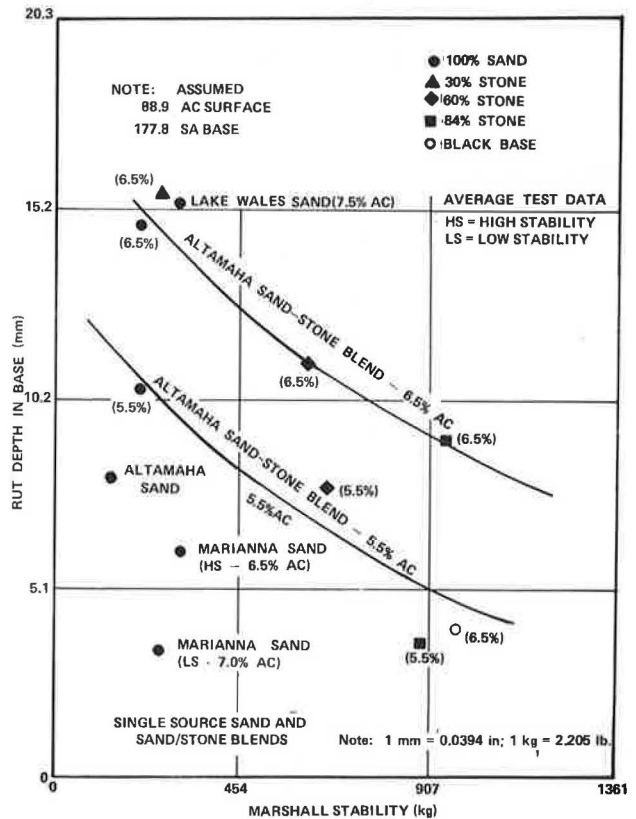 20.3
● 100% SAND
▲ 30% STONE
◆ 60% STONE
■ 84% STONE
○ BLACK BASE
NOTE: ASSUMED
88.9 AC SURFACE
177.8 SA BASE
AVERAGE TEST DATA
HS = HIGH STABILITY
LS = LOW STABILITY
(6.5%)
LAKE WALES SAND(7.5% AC)
15.2
(6.5%)
ALTAMAHA SAND-STONE BLEND – 6.5% AC
(6.5%)
10.2
(5.5%)
ALTAMAHA SAND-STONE BLEND – 5.5% AC
5.5%AC
(6.5%)
ALTAMAHA
SAND
(5.5%)
MARIANNA SAND
(HS – 6.5% AC)
5.1
MARIANNA SAND
(LS - 7.0% AC)
(5.5%)
(6.5%)
SINGLE SOURCE SAND AND
SAND/STONE BLENDS
Note: 1 mm = 0.0394 in; 1 kg = 2.205 lb.
0
0
454
907
1361
MARSHALL STABILITY (kg)
RUT DEPTH IN BASE (mm)